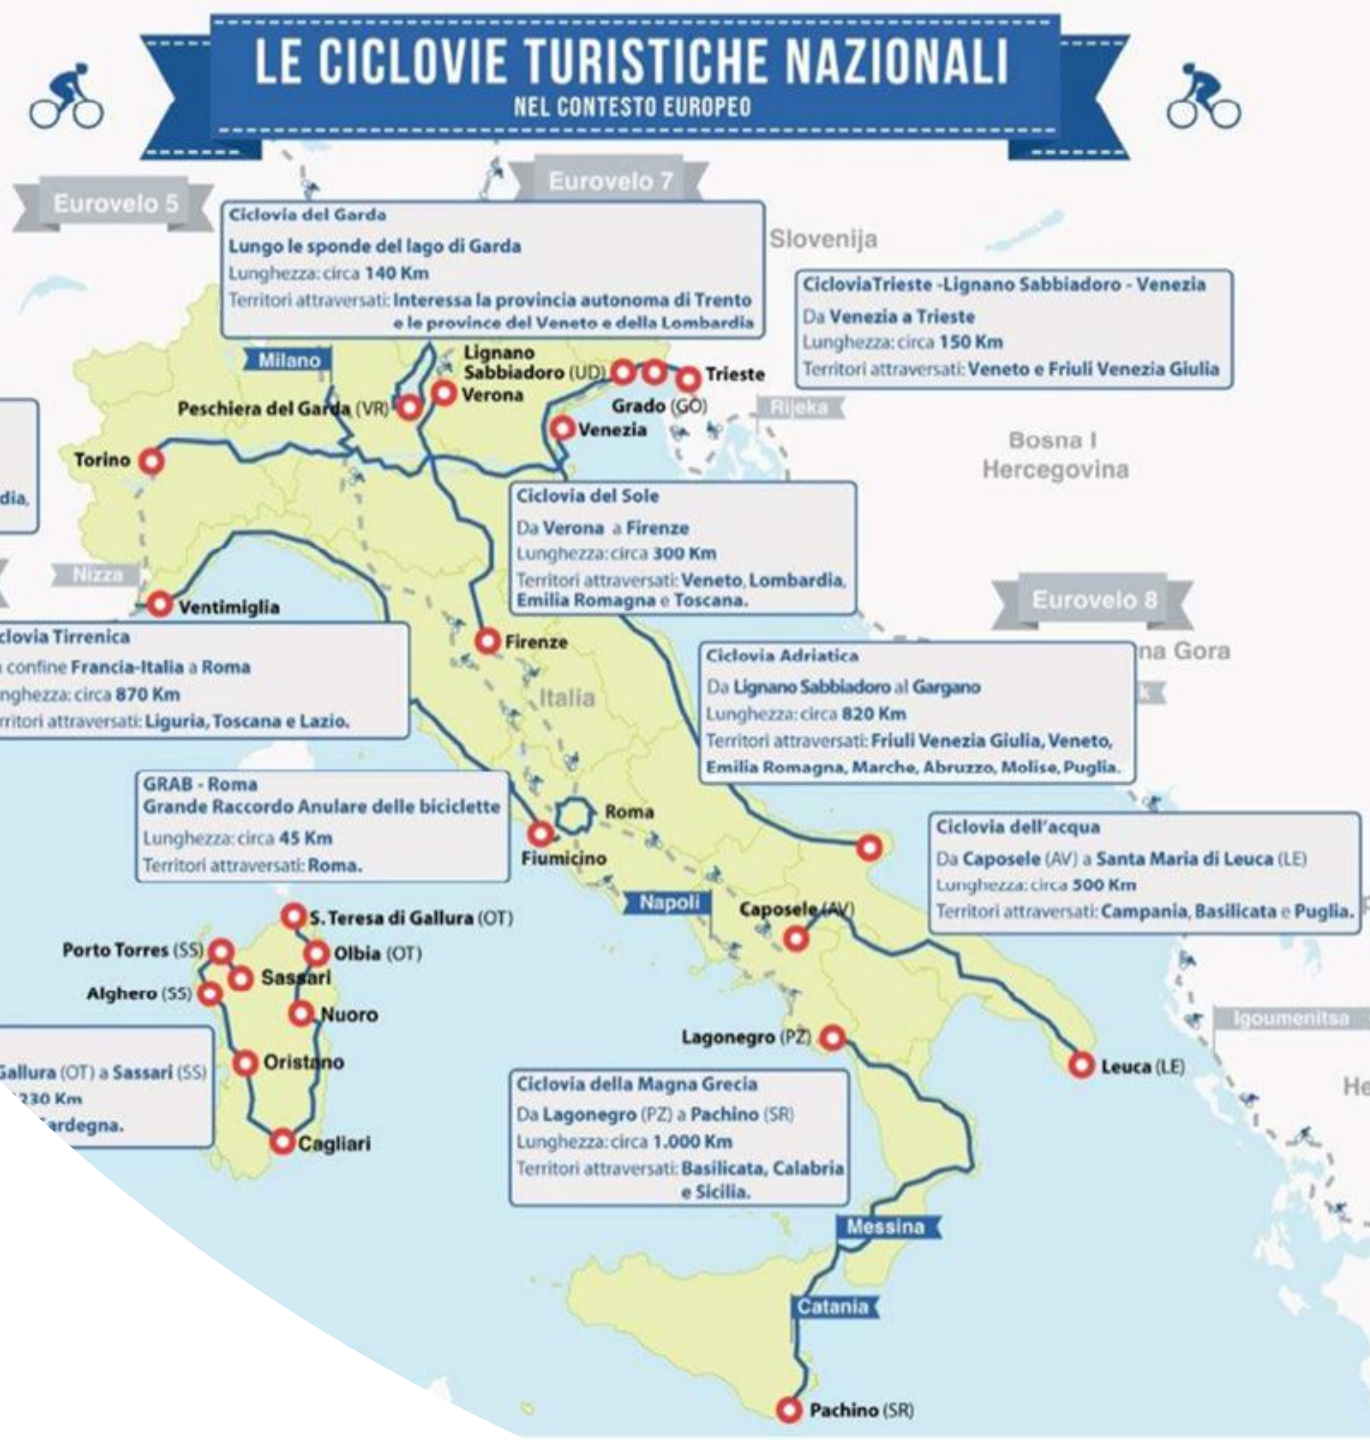 LE CICLOVIE TURISTICHE NAZIONALI
NEL CONTESTO EUROPEO
Eurovelo 5
Eurovelo 7
Ciclovia del Garda
Lungo le sponde del lago di Garda
Lunghezza: circa 140 Km
Territori attraversati: Interessa la provincia autonoma di Trento
e le province del Veneto e della Lombardia
Slovenija
CicloviaTrieste -Lignano Sabbiadoro - Venezia
Da Venezia a Trieste
Lunghezza: circa 150 Km
Territori attraversati: Veneto e Friuli Venezia Giulia
Milano
Lignano
Sabbiadoro (UD)
Trieste
Verona
Peschiera del Garda (VR)
Grado (GO)
Rijeka
Venezia
Torino
Bosna I
Hercegovina
dia,
Ciclovia del Sole
Da Verona a Firenze
Lunghezza: circa 300 Km
Territori attraversati: Veneto, Lombardia,
Emilia Romagna e Toscana.
Nizza
Ventimiglia
Eurovelo 8
clovia Tirrenica
confine Francia-Italia a Roma
nghezza: circa 870 Km
rritori attraversati: Liguria, Toscana e Lazio.
Firenze
Italia
na Gora
k
Ciclovia Adriatica
Da Lignano Sabbiadoro al Gargano
Lunghezza: circa 820 Km
Territori attraversati: Friuli Venezia Giulia, Veneto,
Emilia Romagna, Marche, Abruzzo, Molise, Puglia.
GRAB - Roma
Grande Raccordo Anulare delle biciclette
Lunghezza: circa 45 Km
Territori attraversati: Roma.
Roma
Fiumicino
Ciclovia dell'acqua
Da Caposele (AV) a Santa Maria di Leuca (LE)
Lunghezza: circa 500 Km
Territori attraversati: Campania, Basilicata e Puglia.
Napoli
Caposele (AV)
S. Teresa di Gallura (OT)
Porto Torres (SS)
Olbia (OT)
Sassari
Alghero (SS)
Nuoro
Igoumenitsa
Lagonegro (PZ)
Oristano
Leuca (LE)
Gallura (OT) a Sassari (SS)
230 Km
ardegna.
He
Ciclovia della Magna Grecia
Da Lagonegro (PZ) a Pachino (SR)
Lunghezza: circa 1.000 Km
Territori attraversati: Basilicata, Calabria
e Sicilia.
Cagliari
Messina
Catania
Pachino (SR)